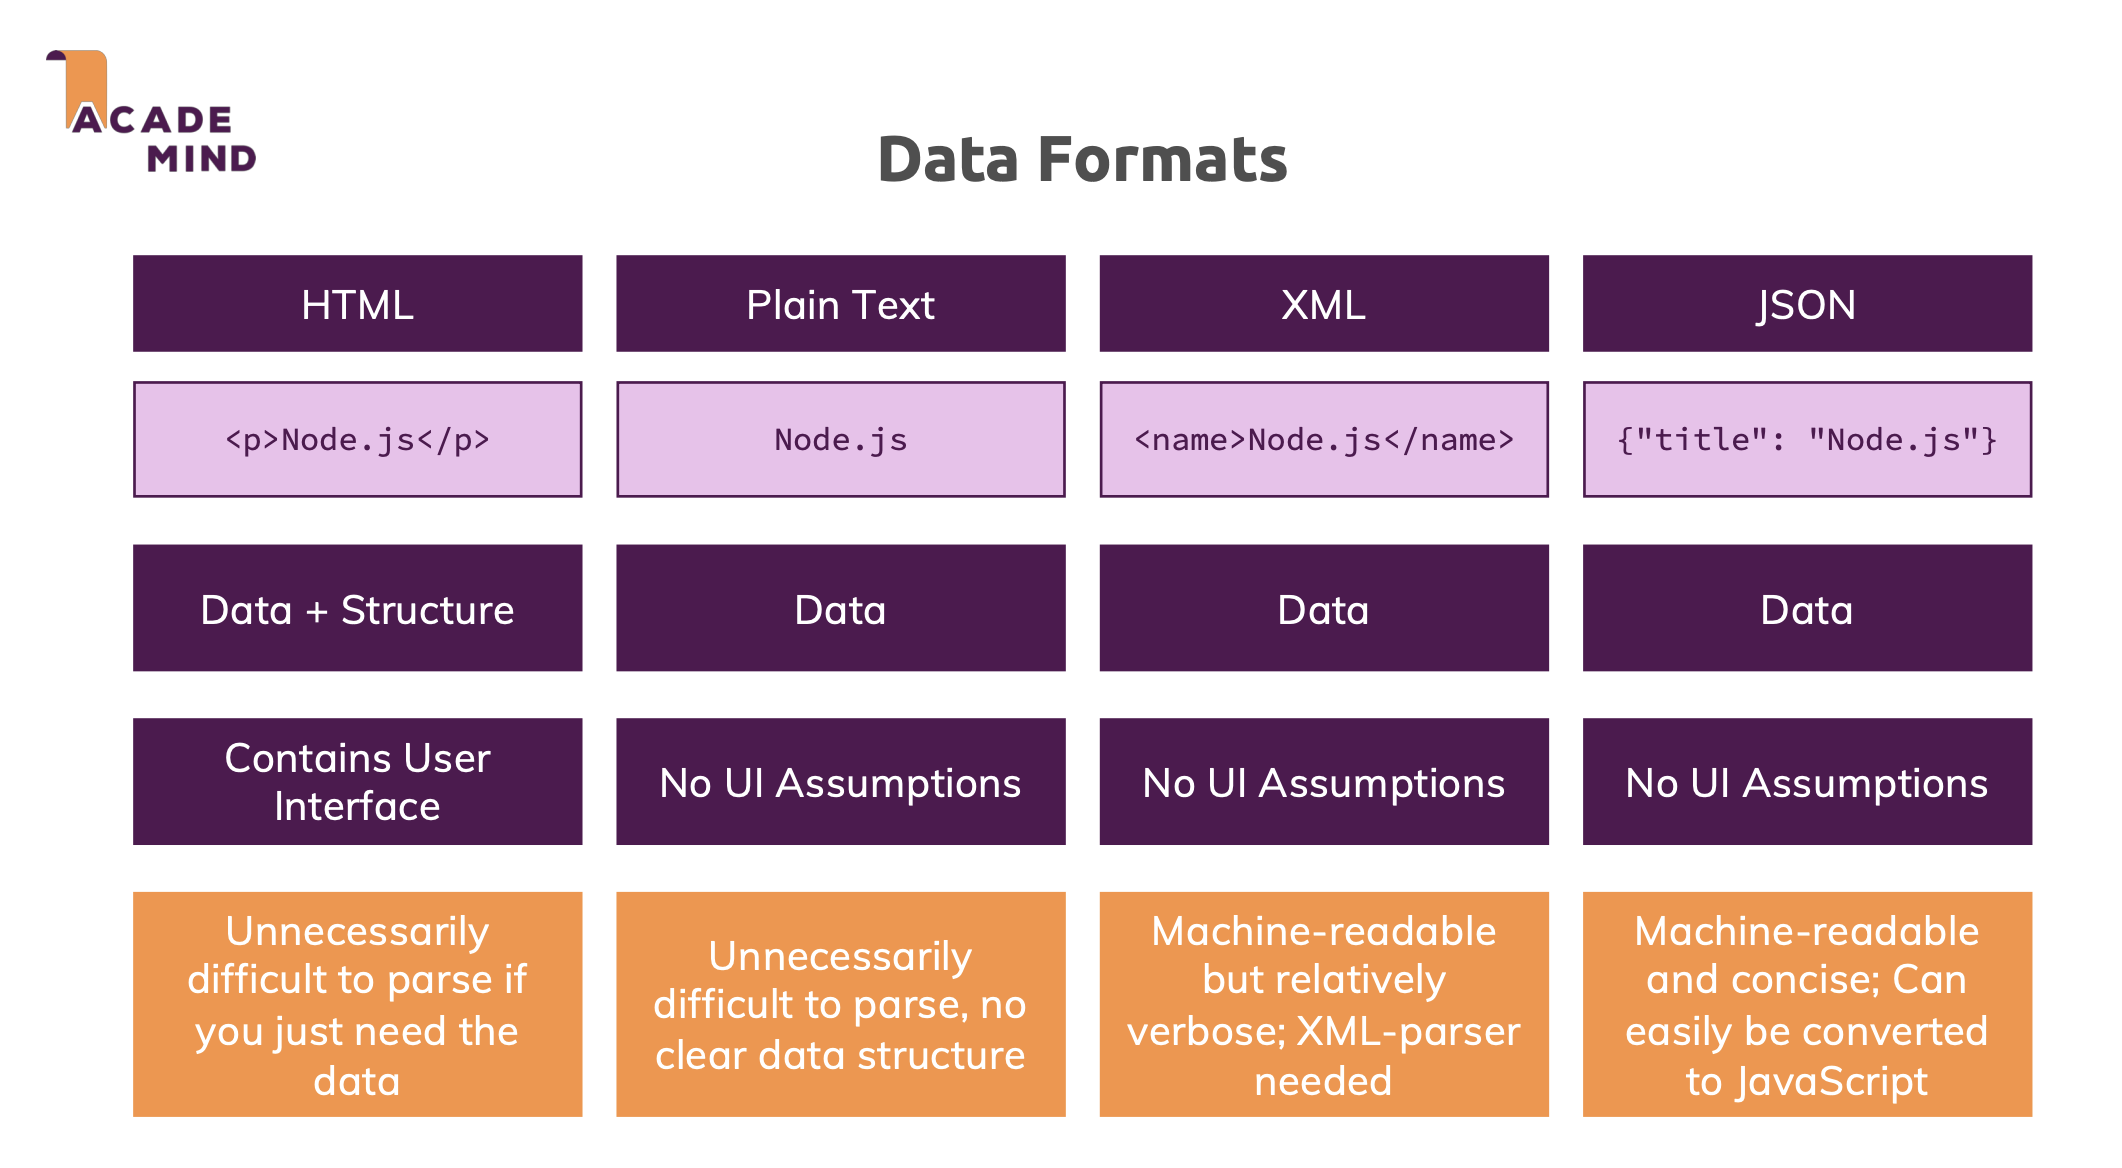 ACADE
MIND
Data Formats
HTML
Plain Text
XML
JSON
<p>Node.js</p>
Node.js
<name>Node.js</name>
{"title": "Node.js"}
Data + Structure
Data
Data
Data
Contains User
Interface
No UI Assumptions
No UI Assumptions
No UI Assumptions
Unnecessarily
difficult to parse if
you just need the
data
Unnecessarily
difficult to parse, no
clear data structure
Machine-readable
but relatively
verbose; XML-parser
needed
Machine-readable
and concise; Can
easily be converted
to JavaScript